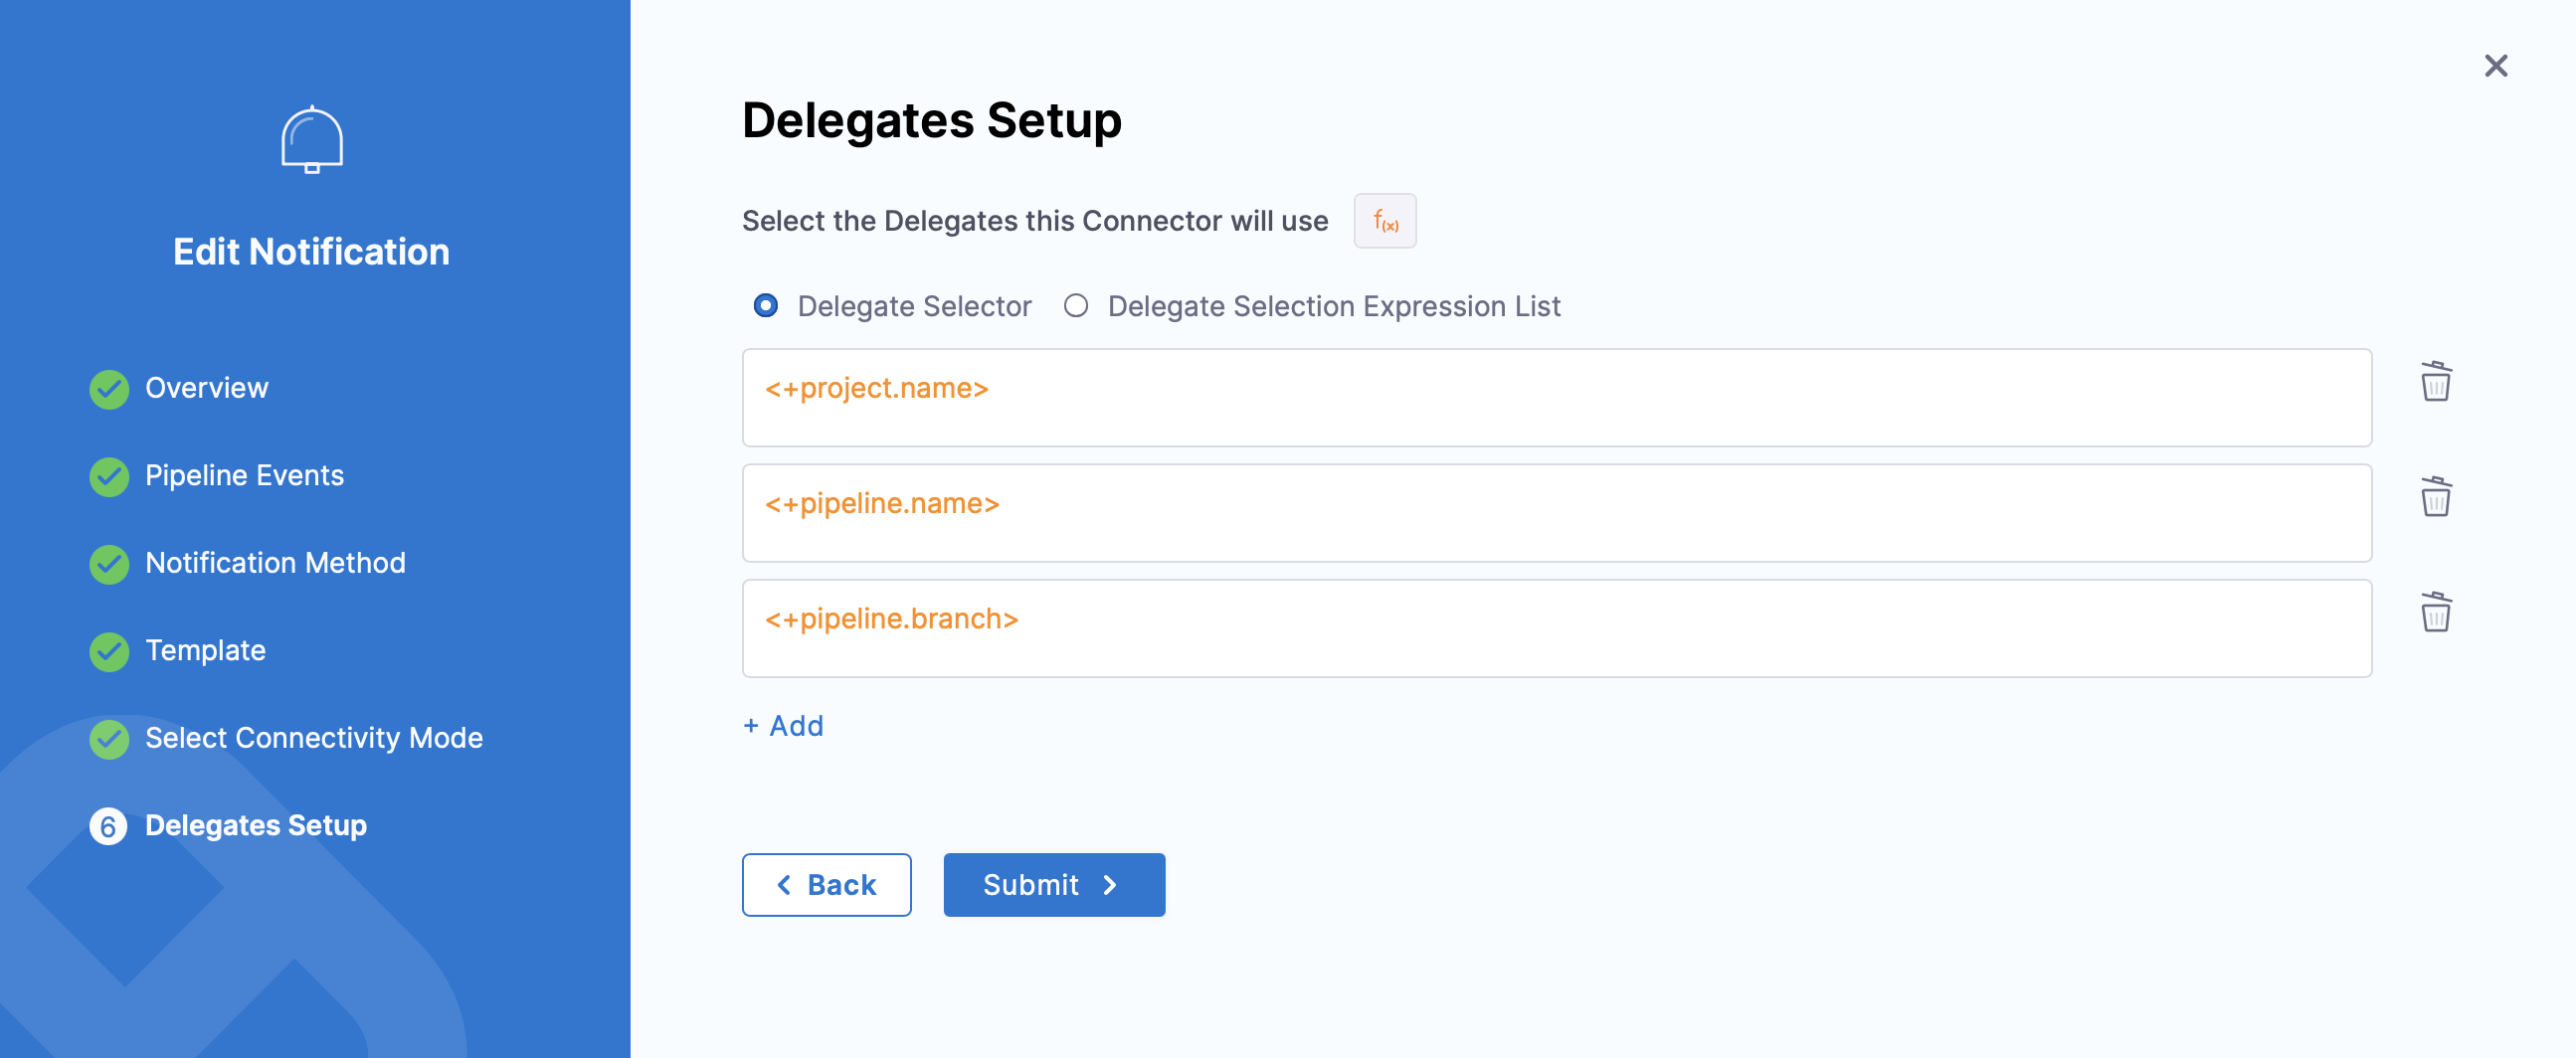 Edit Notification
Overview
Pipeline Events
Notification Method
Template
Select Connectivity Mode
6 Delegates Setup
Delegates Setup
Select the Delegates this Connector will use f(x)
Delegate Selector Delegate Selection Expression List
<+project.name>
<+pipeline.name>
<+pipeline.branch>
+ Add
Back Submit